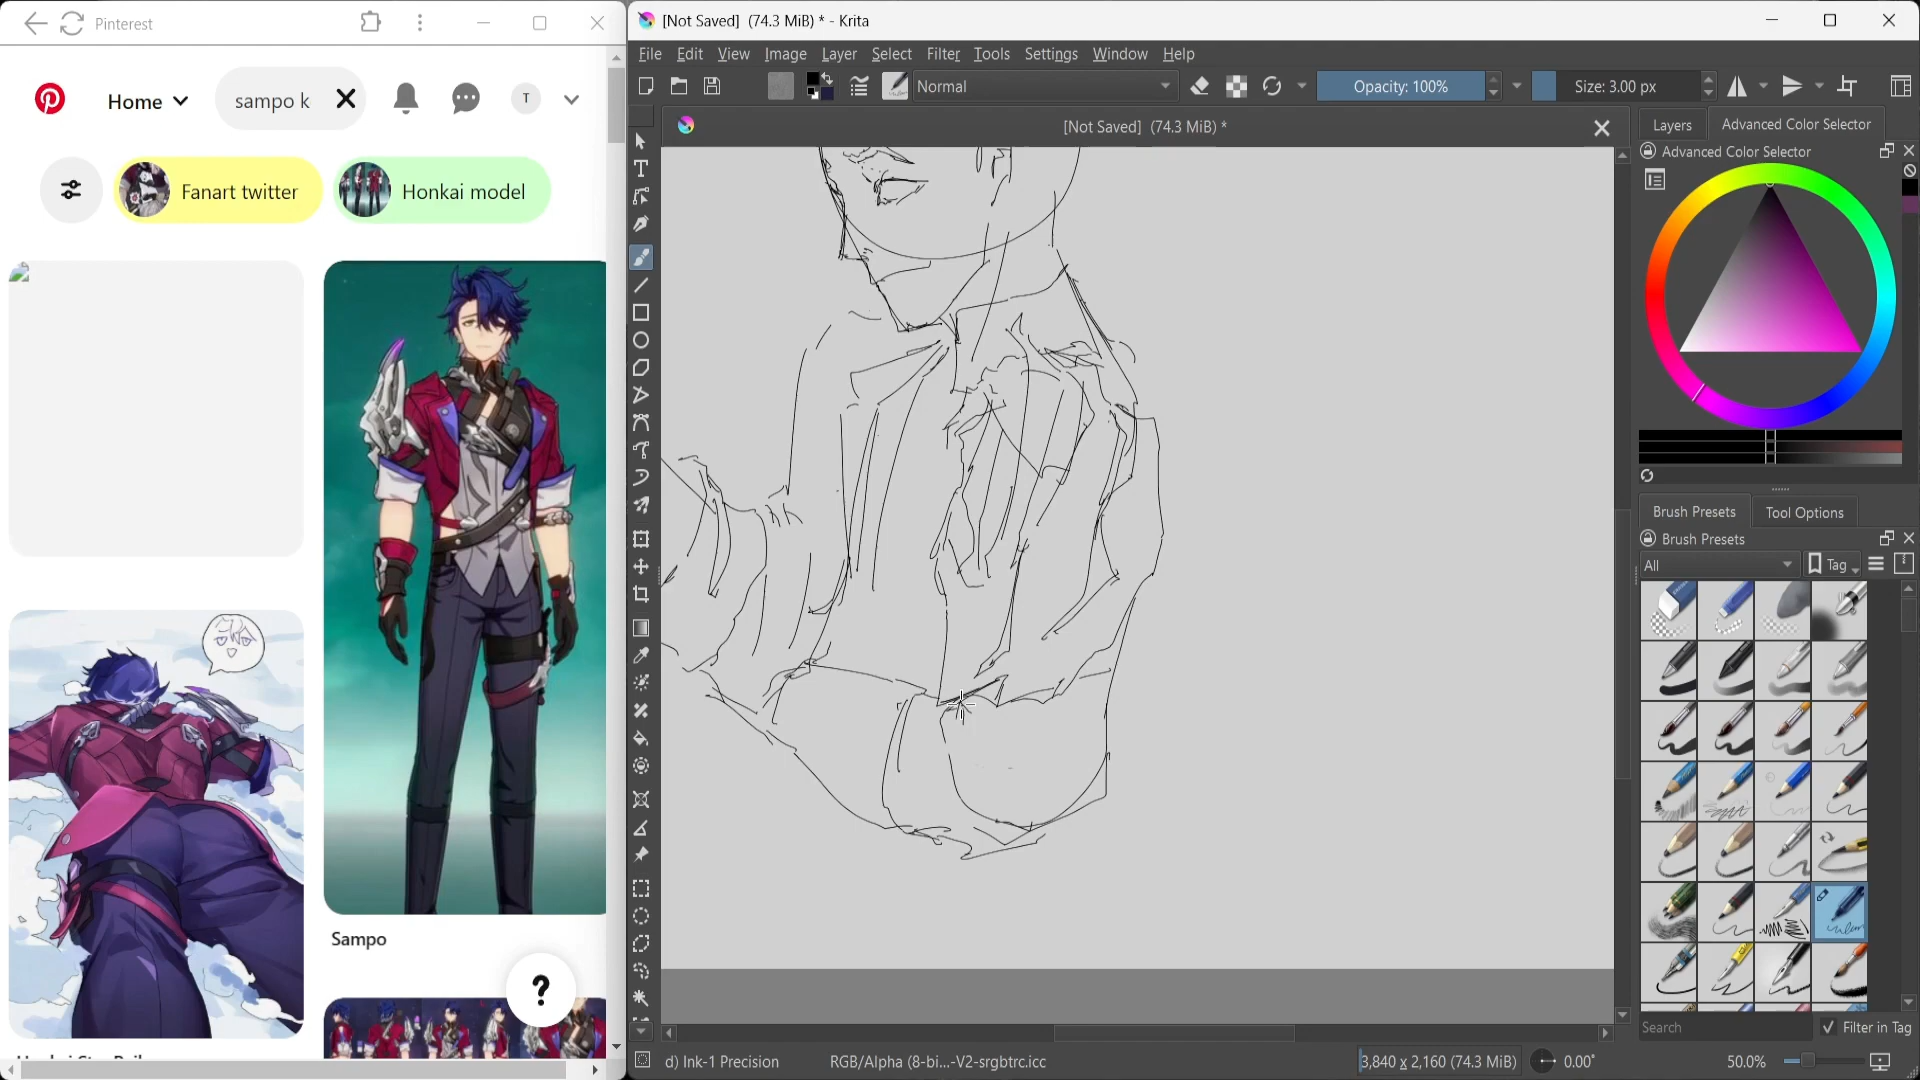 Pinterest
Home
sampo k
T
Fanart twitter
Honkai model
Sampo
?
[Not Saved] (74.3 MiB) * - Krita
File Edit View Image Layer Select Filter Tools Settings Window Help
Normal
Opacity: 100%
Size: 3.00 px
[Not Saved] (74.3 MiB) *
Layers
Advanced Color Selector
Advanced Color Selector
Brush Presets
Tool Options
Brush Presets
All
Tag
Search
Filter in Tag
d) Ink-1 Precision
RGB/Alpha (8-bi...-V2-srgbtrc.icc
3,840 x 2,160 (74.3 MiB)
0.00°
50.0%